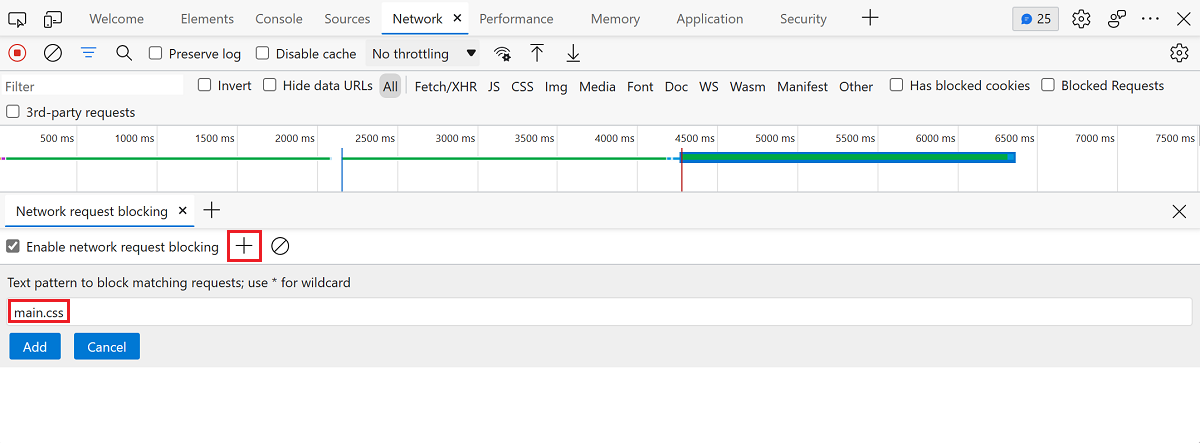 Welcome Elements Console Sources Network Performance Memory Application Security 25
Preserve log Disable cache No throttling
Filter Invert Hide data URLs All Fetch/XHR JS CSS Img Media Font Doc WS Wasm Manifest Other Has blocked cookies Blocked Requests
3rd-party requests
500 ms 1000 ms 1500 ms 2000 ms 2500 ms 3000 ms 3500 ms 4000 ms 4500 ms 5000 ms 5500 ms 6000 ms 6500 ms 7000 ms 7500 ms
Network request blocking
Enable network request blocking
Text pattern to block matching requests; use * for wildcard
main.css
Add Cancel